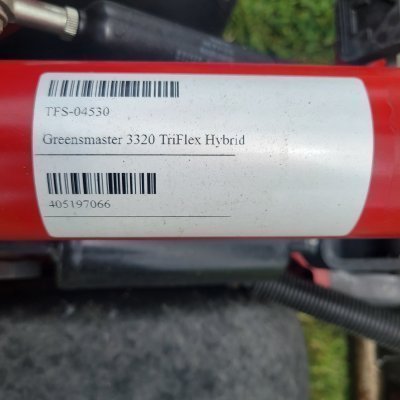 TFS-04530
Greensmaster 3320 TriFlex Hybrid
405197066